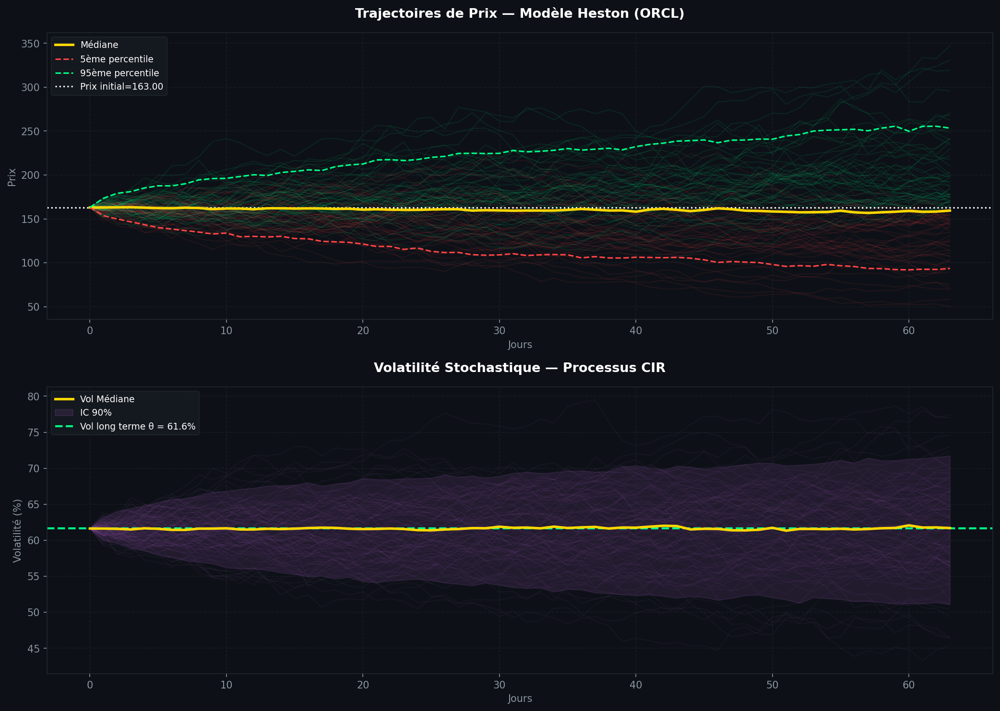 Trajectoires de Prix — Modèle Heston (ORCL)
Médiane
5ème percentile
95ème percentile
Prix initial=163.00
350
300
250
200
150
100
50
Prix
0 10 20 30 40 50 60
Jours
Volatilité Stochastique — Processus CIR
Vol Médiane
IC 90%
Vol long terme θ = 61.6%
80
75
70
65
60
55
50
45
Volatilité (%)
0 10 20 30 40 50 60
Jours